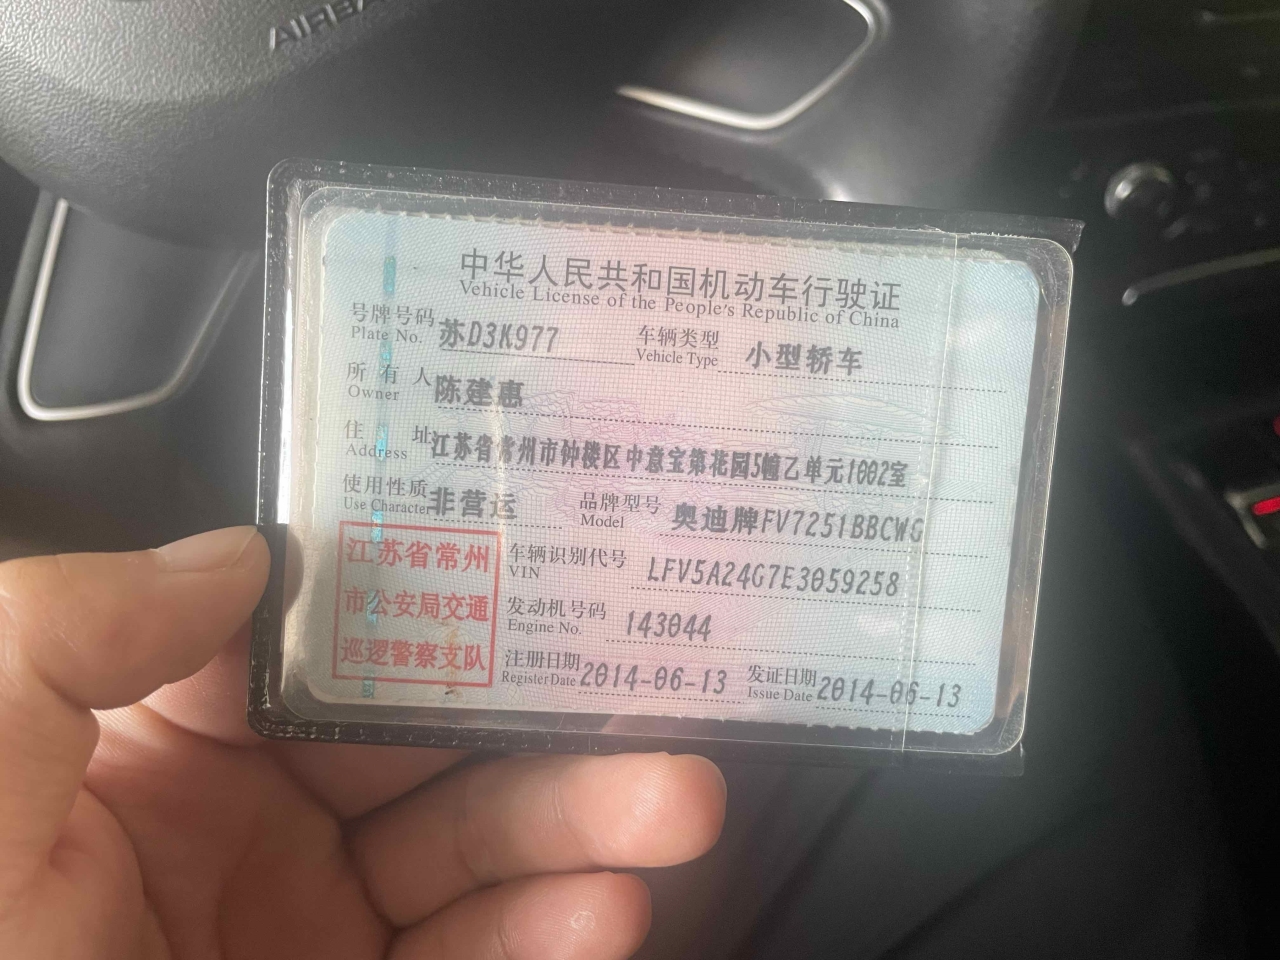 AIRBA
中华人民共和国机动车行驶证
Vehicle License of the People's Republic of China
号牌号码 苏D3K977 车辆类型 小型轿车
Plate No. Vehicle Type
所有人 陈建惠
Owner
住址 江苏省常州市钟楼区中意宝第花园5幢乙单元1002室
Address
使用性质 非营运 品牌型号 奥迪牌FV7251BBCWG
Use Character Model
江苏省常州
市公安局交通
巡逻警察支队
车辆识别代号 LFV5A24G7E3059258
VIN
发动机号码 143044
Engine No.
注册日期 2014-06-13 发证日期 2014-06-13
Register Date Issue Date